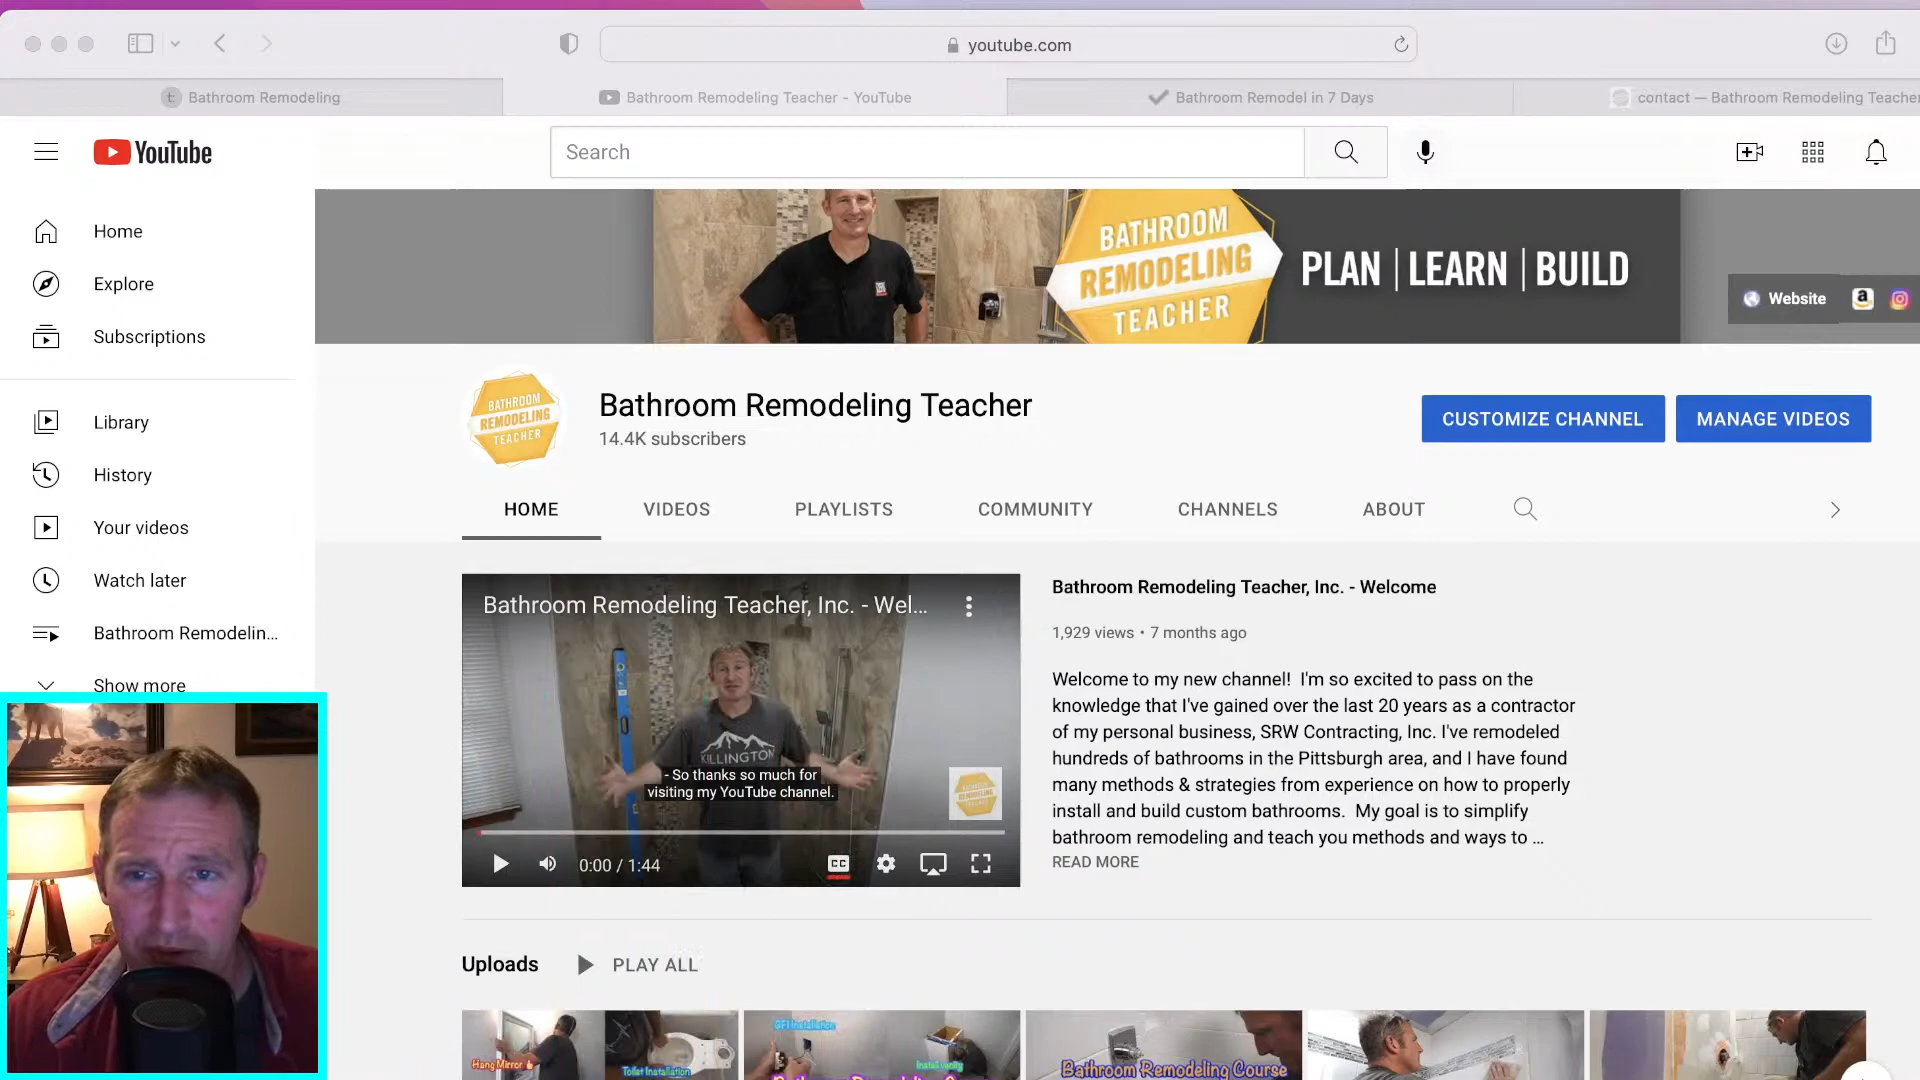 youtube.com
Bathroom Remodeling
Bathroom Remodeling Teacher - YouTube
Bathroom Remodel in 7 Days
contact — Bathroom Remodeling Teacher
YouTube
Search
Home
Explore
Subscriptions
Library
History
Your videos
Watch later
Bathroom Remodelin...
Show more
BATHROOM
REMODELING
TEACHER
PLAN | LEARN | BUILD
Website
BATHROOM
REMODELING
TEACHER
Bathroom Remodeling Teacher
14.4K subscribers
CUSTOMIZE CHANNEL
MANAGE VIDEOS
HOME
VIDEOS
PLAYLISTS
COMMUNITY
CHANNELS
ABOUT
Bathroom Remodeling Teacher, Inc. - Wel...
KILLINGTON
- So thanks so much for
visiting my YouTube channel.
0:00 / 1:44
CC
Bathroom Remodeling Teacher, Inc. - Welcome
1,929 views • 7 months ago
Welcome to my new channel! I'm so excited to pass on the
knowledge that I've gained over the last 20 years as a contractor
of my personal business, SRW Contracting, Inc. I've remodeled
hundreds of bathrooms in the Pittsburgh area, and I have found
many methods & strategies from experience on how to properly
install and build custom bathrooms. My goal is to simplify
bathroom remodeling and teach you methods and ways to ...
READ MORE
Uploads
PLAY ALL
Hang Mirror
Toilet Installation
GFI Installation
Install vanity
Bathroom Remodeling Course